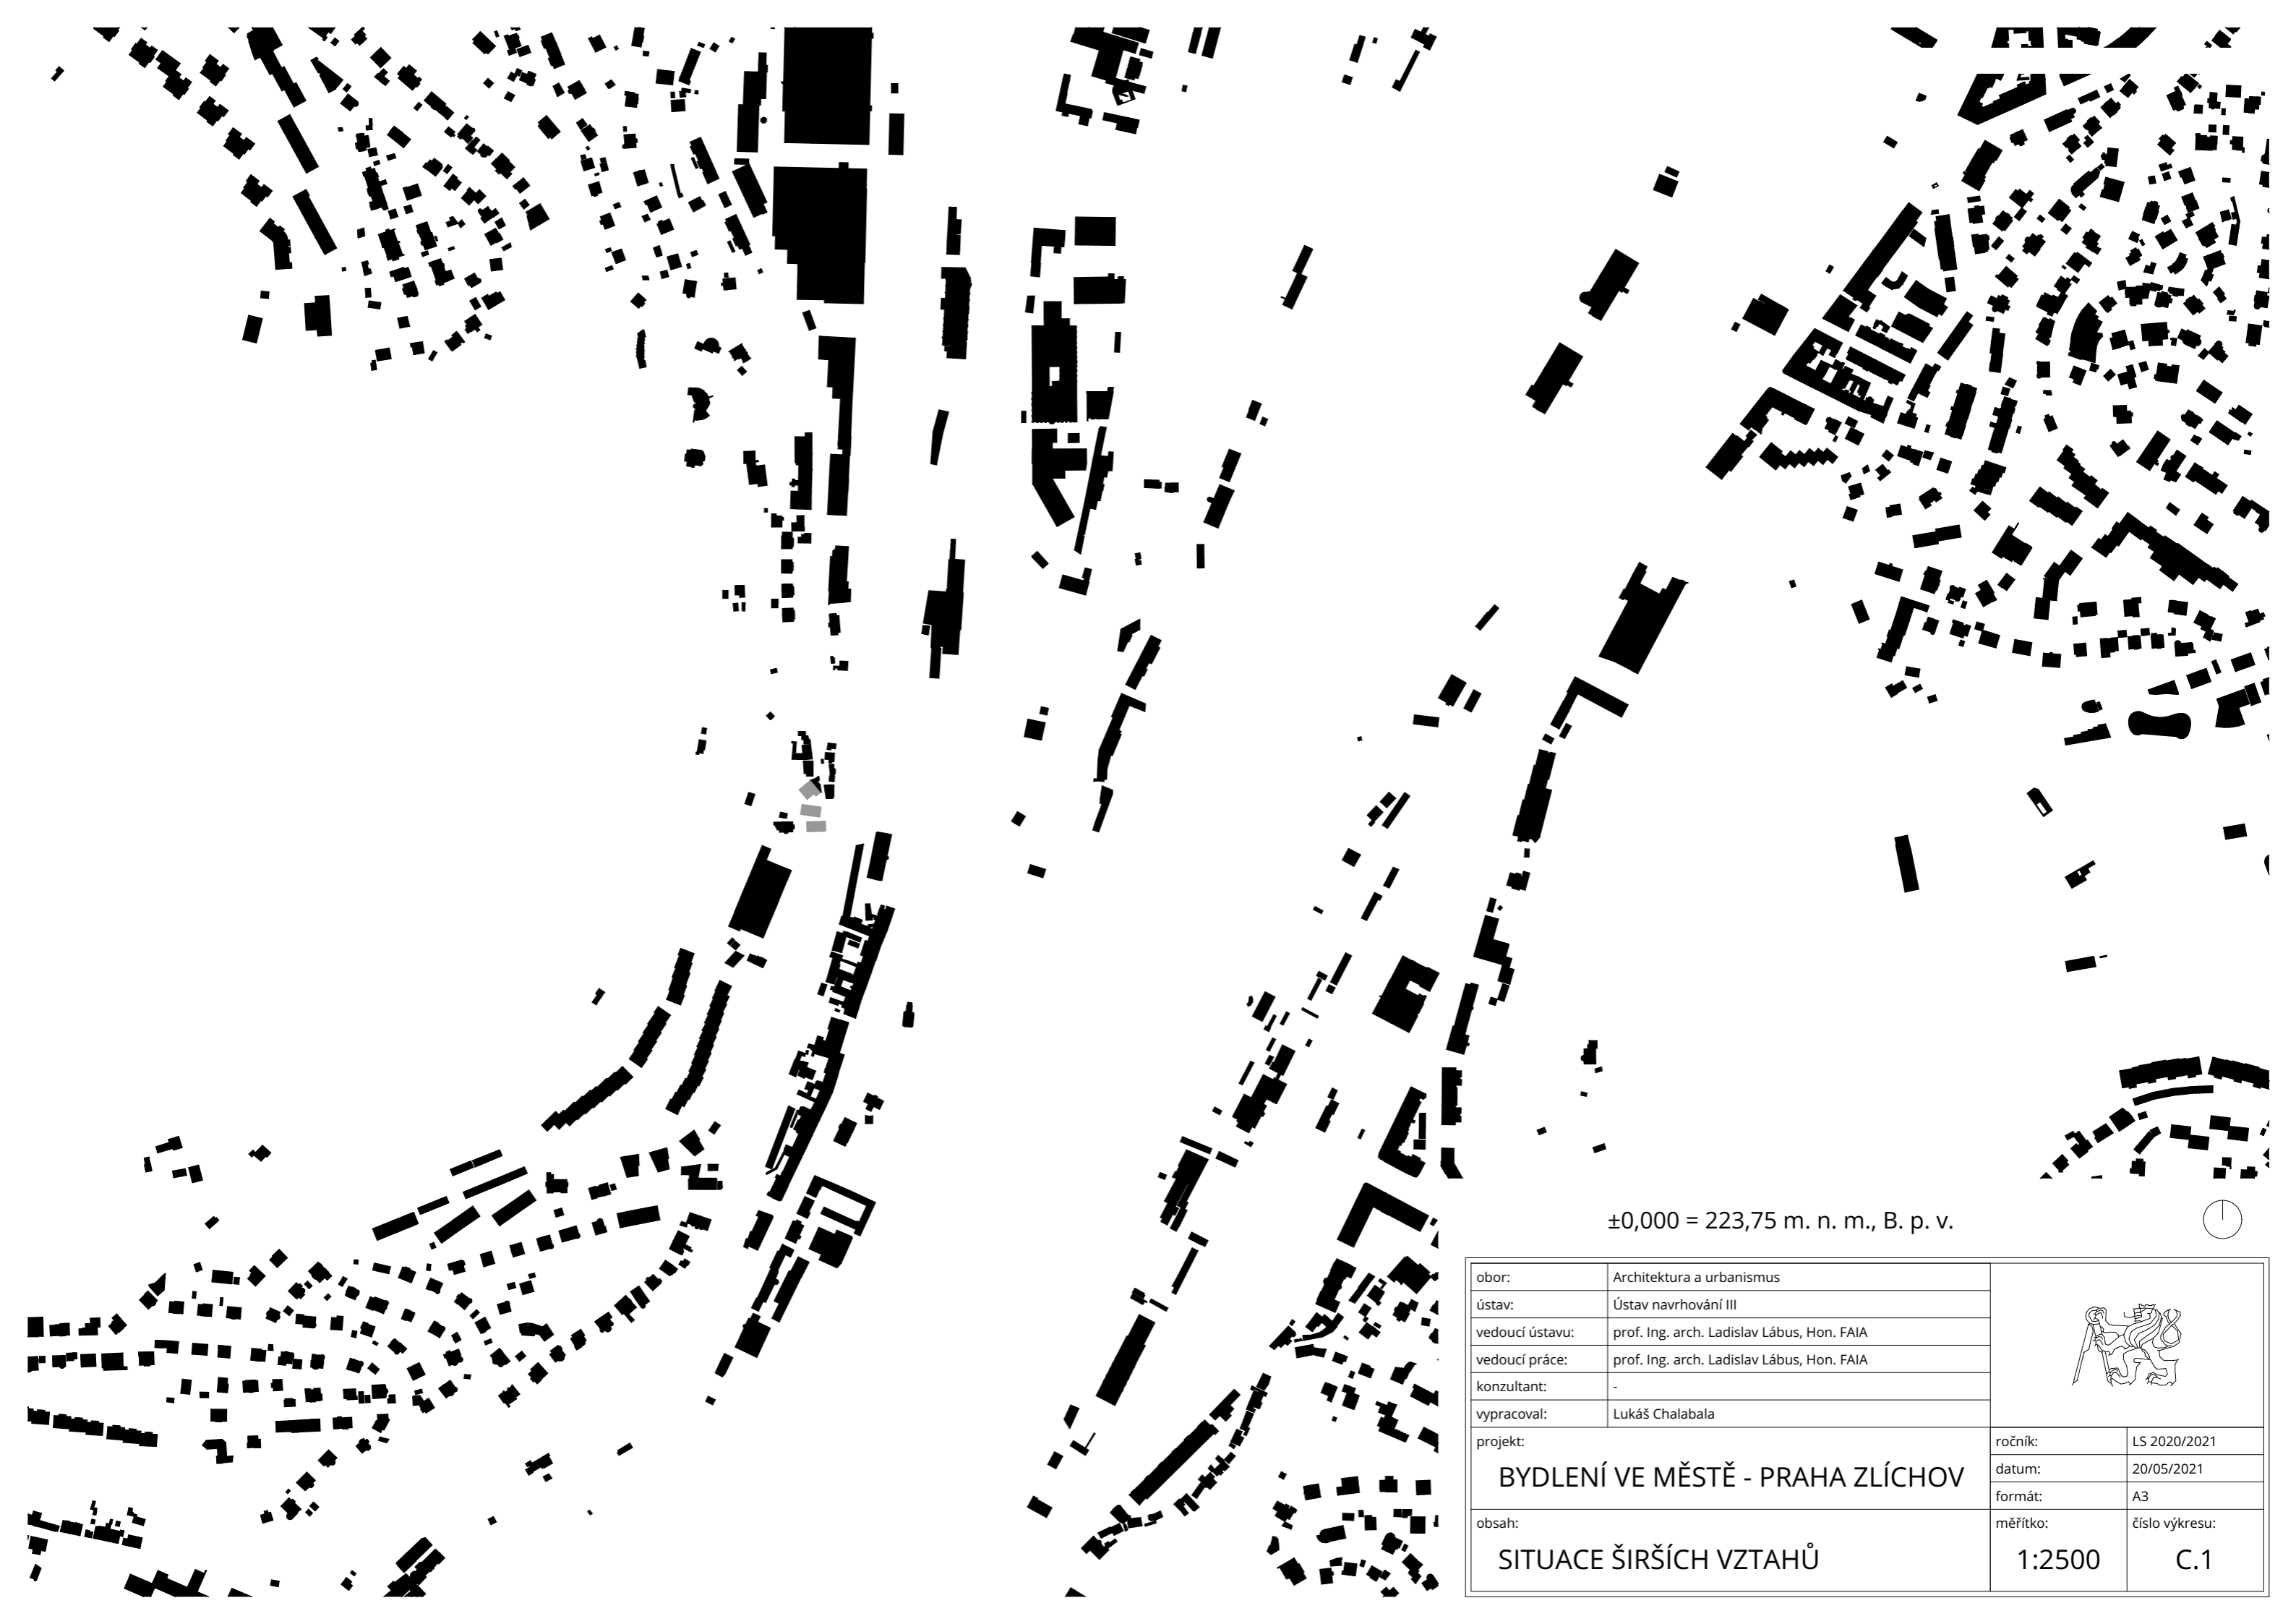 ±0,000 = 223,75 m. n. m., B. p. v.
obor: Architektura a urbanismus
ústav: Ústav navrhování III
vedoucí ústavu: prof. Ing. arch. Ladislav Lábus, Hon. FAIA
vedoucí práce: prof. Ing. arch. Ladislav Lábus, Hon. FAIA
konzultant: -
vypracoval: Lukáš Chalabala
projekt:
BYDLENÍ VE MĚSTĚ - PRAHA ZLÍCHOV
ročník: LS 2020/2021
datum: 20/05/2021
formát: A3
obsah:
SITUACE ŠIRŠÍCH VZTAHŮ
měřítko: číslo výkresu:
1:2500 C.1